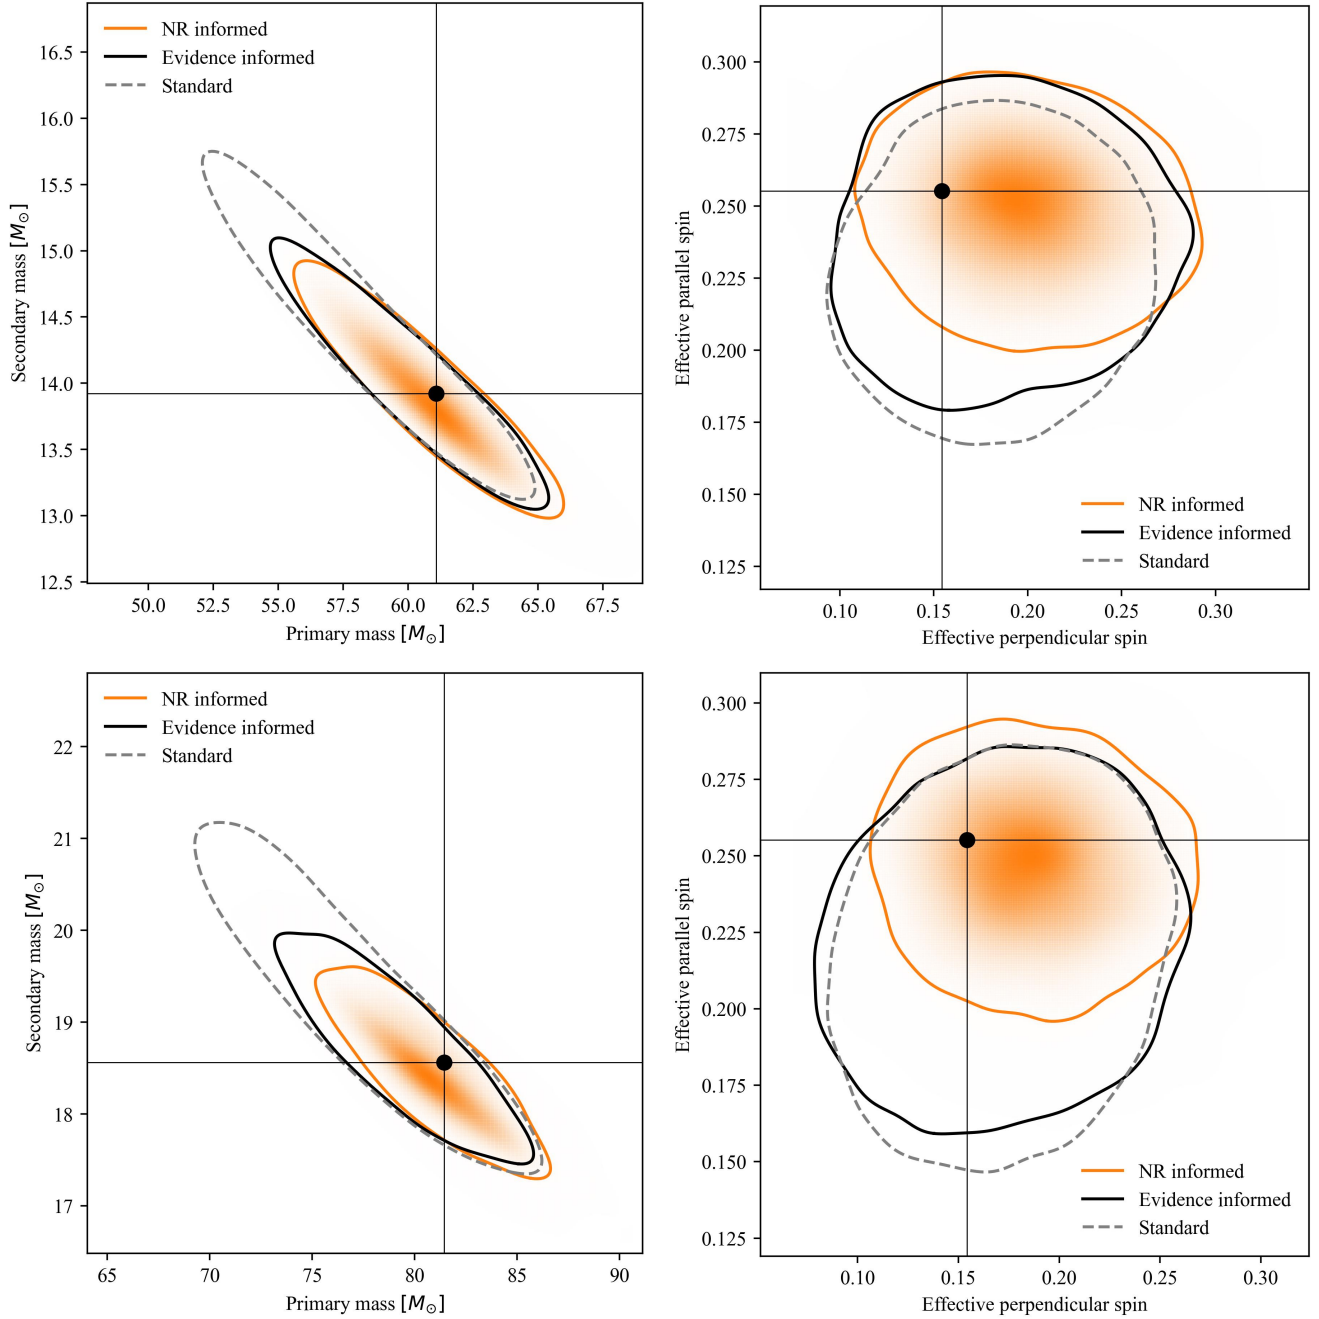 NR informed
Evidence informed
Standard
16.5
16.0
15.5
15.0
14.5
14.0
13.5
13.0
12.5
Secondary mass [M⊙]
50.0 52.5 55.0 57.5 60.0 62.5 65.0 67.5
Primary mass [M⊙]
0.300
0.275
0.250
0.225
0.200
0.175
0.150
0.125
Effective parallel spin
NR informed
Evidence informed
Standard
0.10 0.15 0.20 0.25 0.30
Effective perpendicular spin
NR informed
Evidence informed
Standard
22
21
20
19
18
17
Secondary mass [M⊙]
65 70 75 80 85 90
Primary mass [M⊙]
0.300
0.275
0.250
0.225
0.200
0.175
0.150
0.125
Effective parallel spin
NR informed
Evidence informed
Standard
0.10 0.15 0.20 0.25 0.30
Effective perpendicular spin